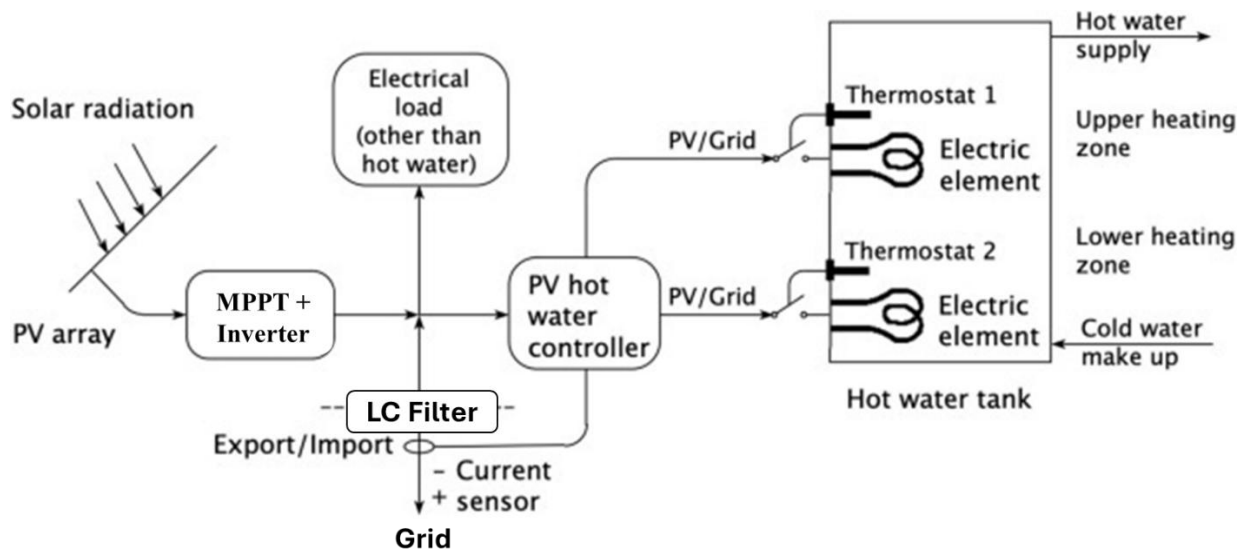 Solar radiation
PV array
MPPT +
Inverter
Electrical
load
(other than
hot water)
LC Filter
Export/Import
- Current
+ sensor
Grid
PV hot
water
controller
PV/Grid
PV/Grid
Thermostat 1
Electric
element
Thermostat 2
Electric
element
Hot water tank
Hot water
supply
Upper heating
zone
Lower heating
zone
Cold water
make up